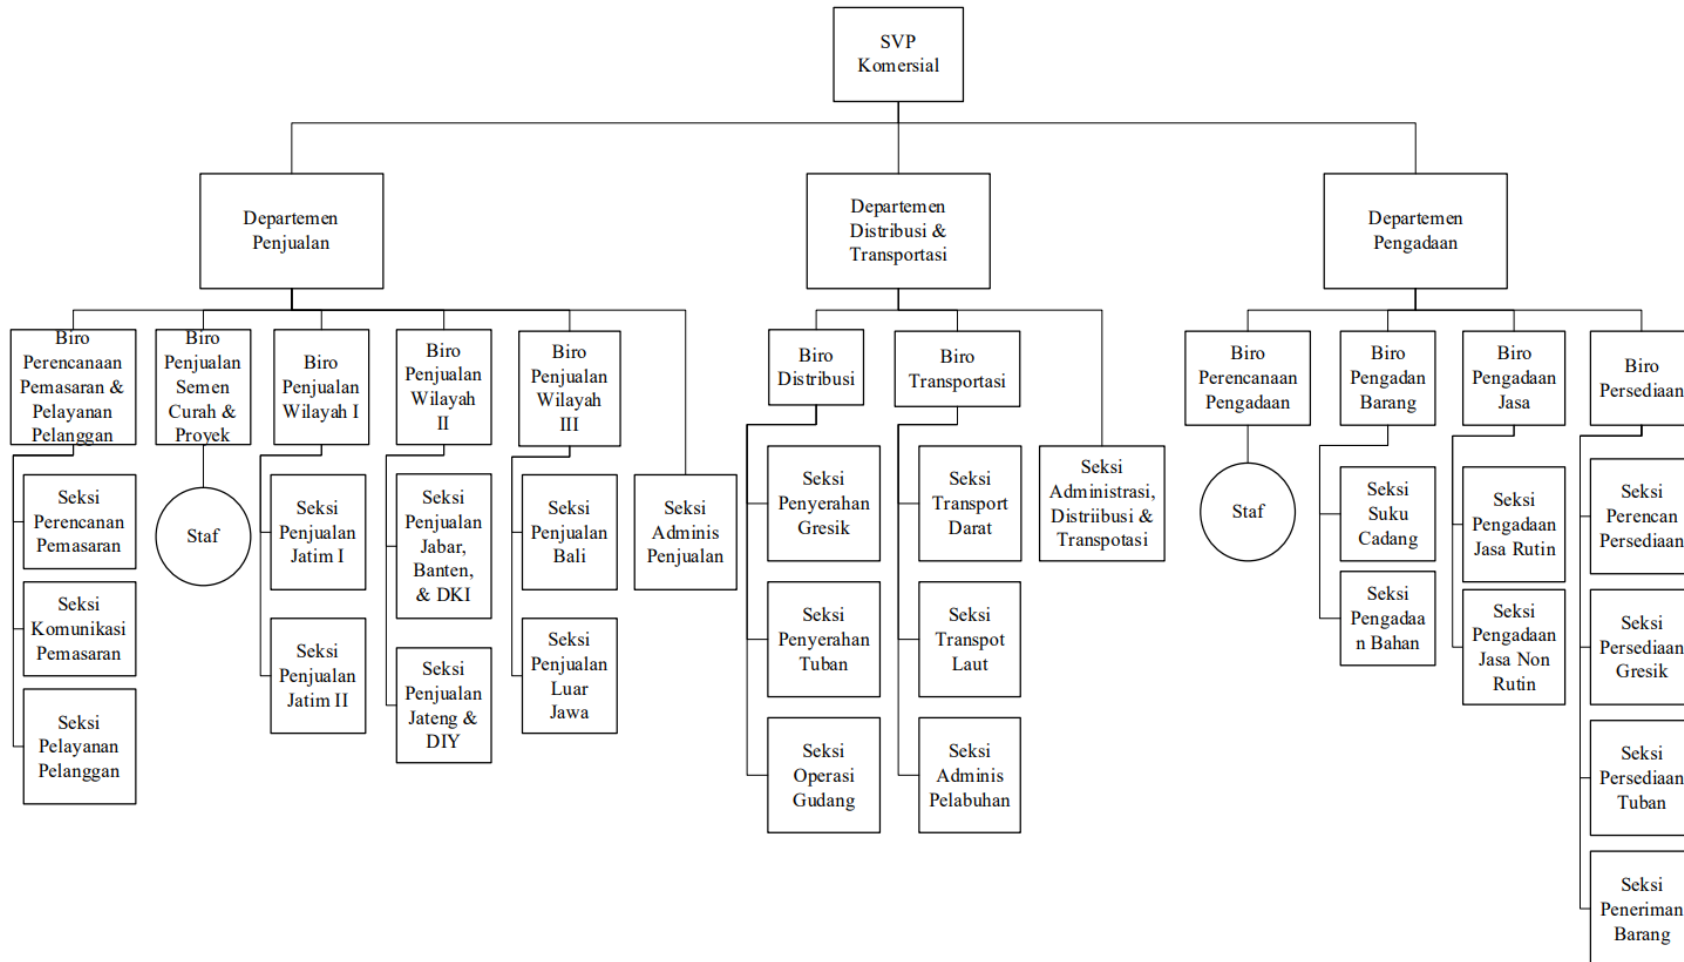 SVP
Komersial
Departemen
Penjualan
Departemen
Distribusi &
Transportasi
Departemen
Pengadaan
Biro
Perencanaan
Pemasaran &
Pelayanan
Pelanggan
Biro
Penjualan
Semen
Curah &
Proyek
Biro
Penjualan
Wilayah I
Biro
Penjualan
Wilayah
II
Biro
Penjualan
Wilayah
III
Biro
Distribusi
Biro
Transportasi
Biro
Perencanaan
Pengadaan
Biro
Pengadan
Barang
Biro
Pengadaan
Jasa
Biro
Persediaan
Seksi
Perencanan
Pemasaran
Seksi
Komunikasi
Pemasaran
Seksi
Pelayanan
Pelanggan
Staf
Seksi
Penjualan
Jatim I
Seksi
Penjualan
Jatim II
Seksi
Penjualan
Jabar,
Banten,
& DKI
Seksi
Penjualan
Jateng &
DIY
Seksi
Penjualan
Bali
Seksi
Penjualan
Luar
Jawa
Seksi
Adminis
Penjualan
Seksi
Penyerahan
Gresik
Seksi
Penyerahan
Tuban
Seksi
Operasi
Gudang
Seksi
Transport
Darat
Seksi
Transpot
Laut
Seksi
Adminis
Pelabuhan
Seksi
Administrasi,
Distriibusi &
Transpotasi
Staf
Seksi
Suku
Cadang
Seksi
Pengadaa
n Bahan
Seksi
Pengadaan
Jasa Rutin
Seksi
Pengadaan
Jasa Non
Rutin
Seksi
Perencan
Persediaan
Seksi
Persediaan
Gresik
Seksi
Persediaan
Tuban
Seksi
Peneriman
Barang